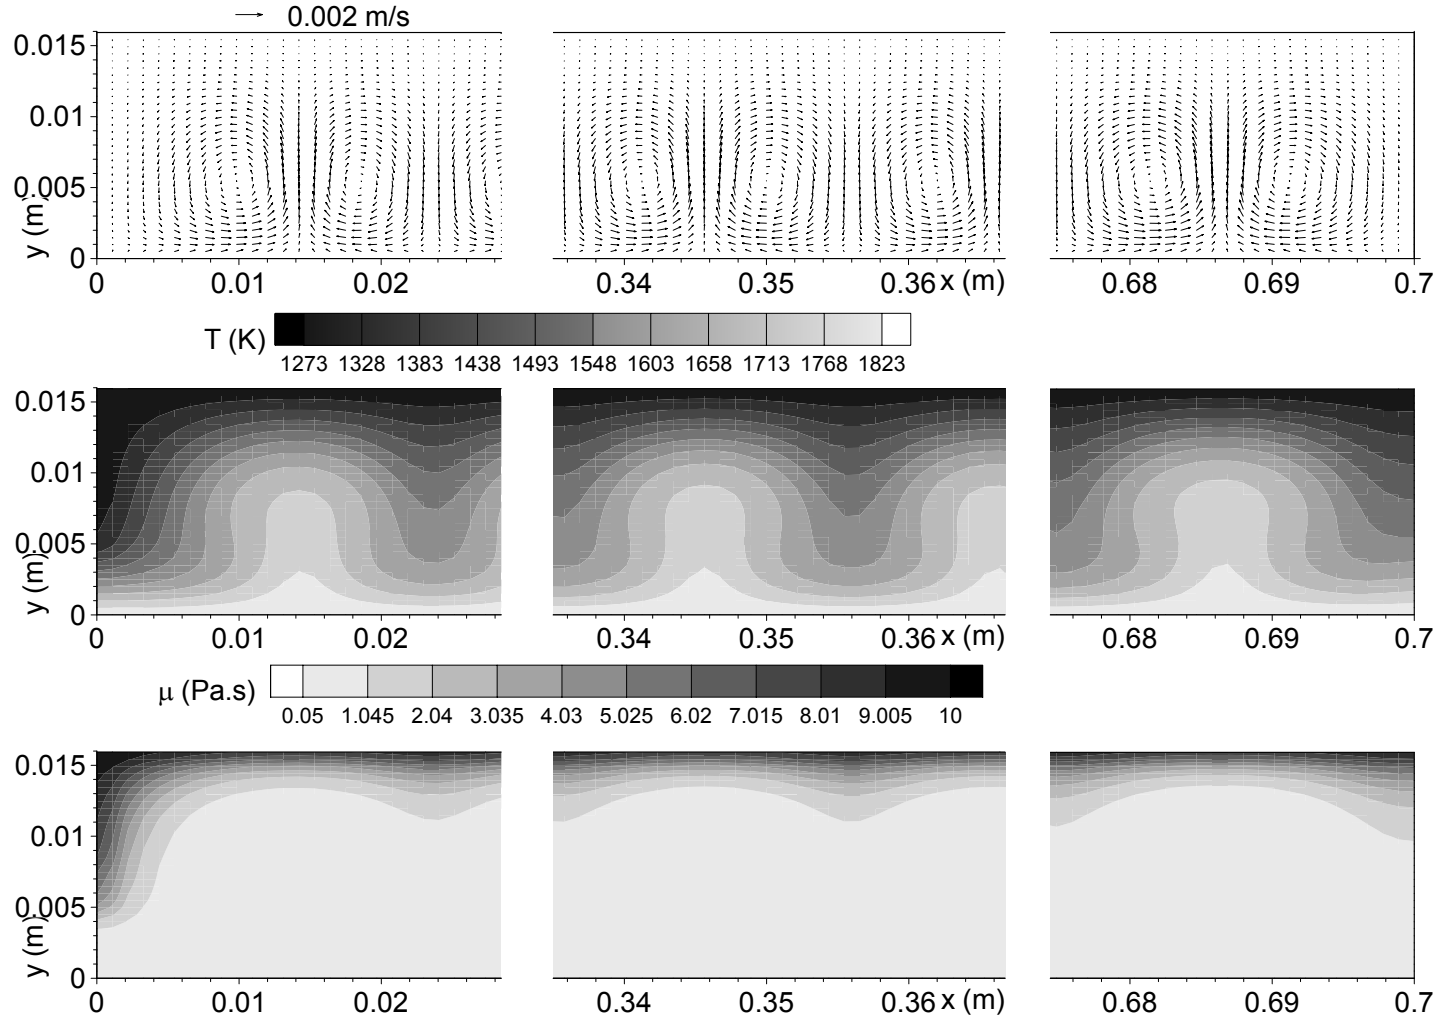 0.002 m/s
0.015
0.01
0.005
0
y (m)
0 0.01 0.02 0.34 0.35 0.36 x (m) 0.68 0.69 0.7
T (K)
1273 1328 1383 1438 1493 1548 1603 1658 1713 1768 1823
0.015
0.01
0.005
0
y (m)
0 0.01 0.02 0.34 0.35 0.36 x (m) 0.68 0.69 0.7
μ (Pa.s)
0.05 1.045 2.04 3.035 4.03 5.025 6.02 7.015 8.01 9.005 10
0.015
0.01
0.005
0
y (m)
0 0.01 0.02 0.34 0.35 0.36 x (m) 0.68 0.69 0.7